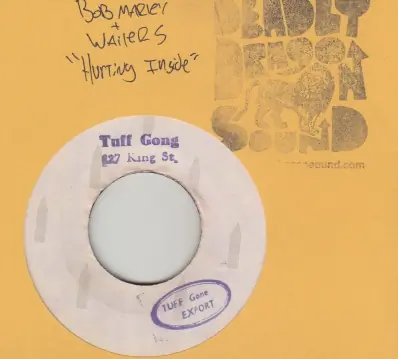 BOB MARLEY
+
WAILERS
"Hurting Inside"
DEADLY
DRAGON
SOUND
sound.com
Tuff Gong
127 King St,
TUFF Gong
EXPORT